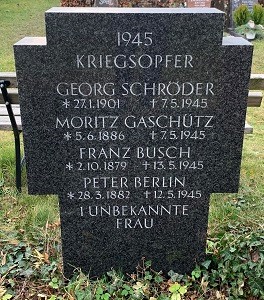 1945
KRIEGSOPFER
GEORG SCHRÖDER
*27.1.1901 †7.5.1945
MORITZ GASCHÜTZ
*5.6.1886 †7.5.1945
FRANZ BUSCH
*2.10.1879 †13.5.1945
PETER BERLIN
*28.3.1882 †12.5.1945
1 UNBEKANNTE
FRAU